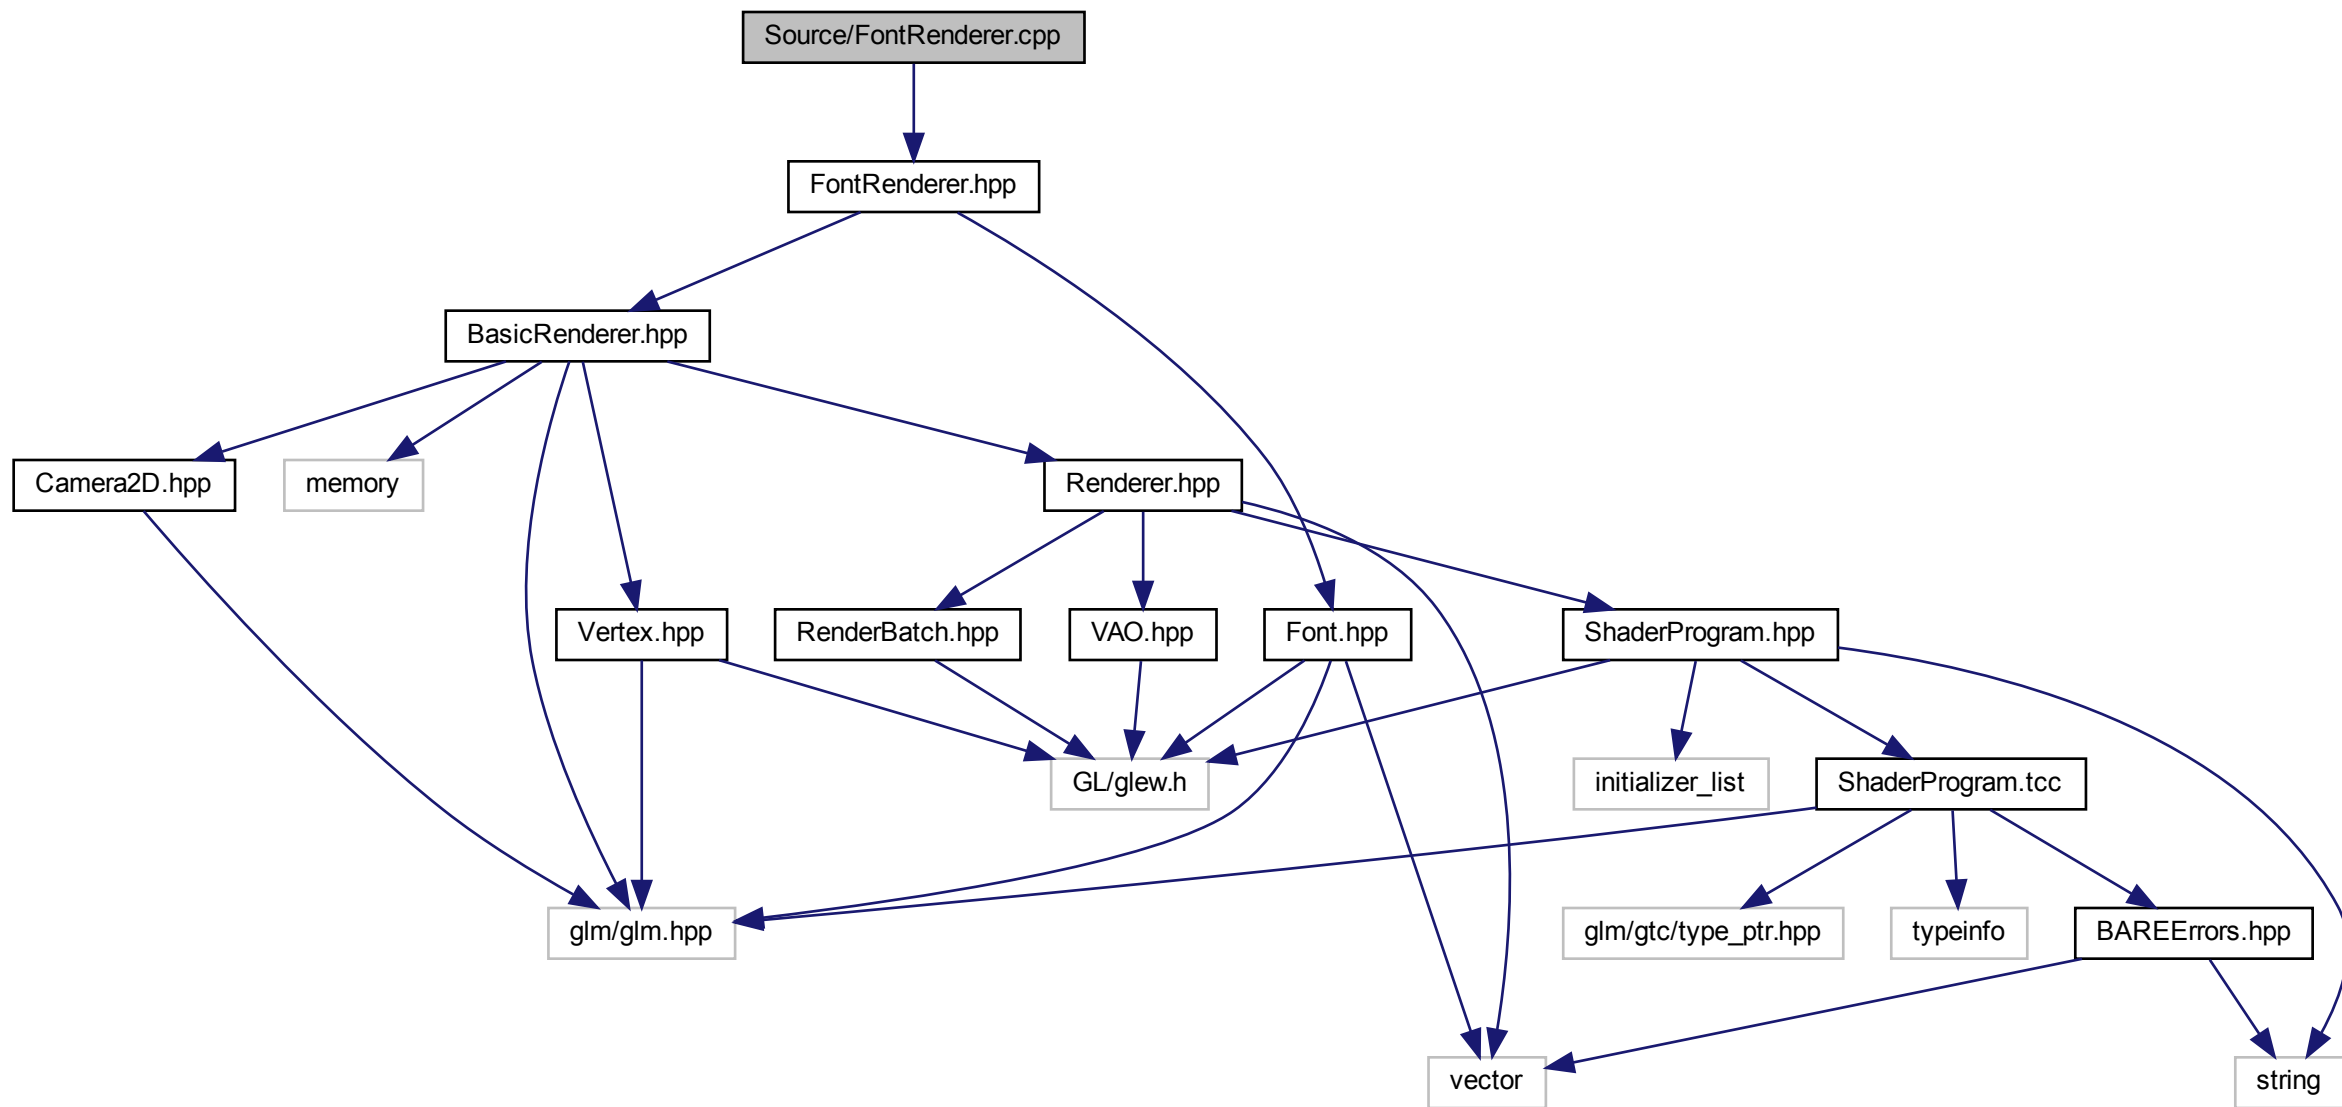 Source/FontRenderer.cpp
FontRenderer.hpp
BasicRenderer.hpp
Camera2D.hpp
memory
Renderer.hpp
Vertex.hpp
RenderBatch.hpp
VAO.hpp
Font.hpp
ShaderProgram.hpp
GL/glew.h
initializer_list
ShaderProgram.tcc
glm/glm.hpp
glm/gtc/type_ptr.hpp
typeinfo
BAREErrors.hpp
vector
string